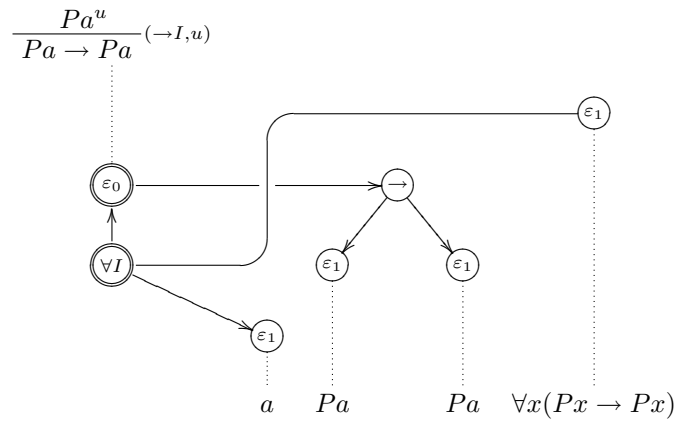 Pa^u
Pa → Pa (→I,u)
ε₁
ε₀ →
∀I ε₁ ε₁
ε₁
a Pa Pa ∀x(Px → Px)